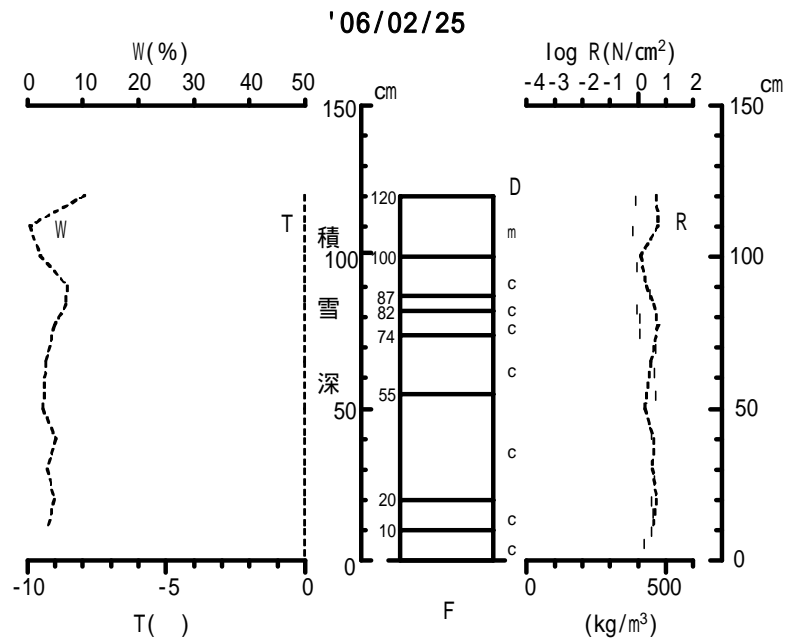 '06/02/25
W(%)
log R(N/cm²)
0 10 20 30 40 50
cm
-4 -3 -2 -1 0 1 2
cm
150
150
D
120
W
T
積
m
R
100
100
100
c
87
雪
82
c
c
74
深
c
55
50
50
c
20
c
10
c
0
0
-10 -5 0
0 500
T( )
F
(kg/m³)